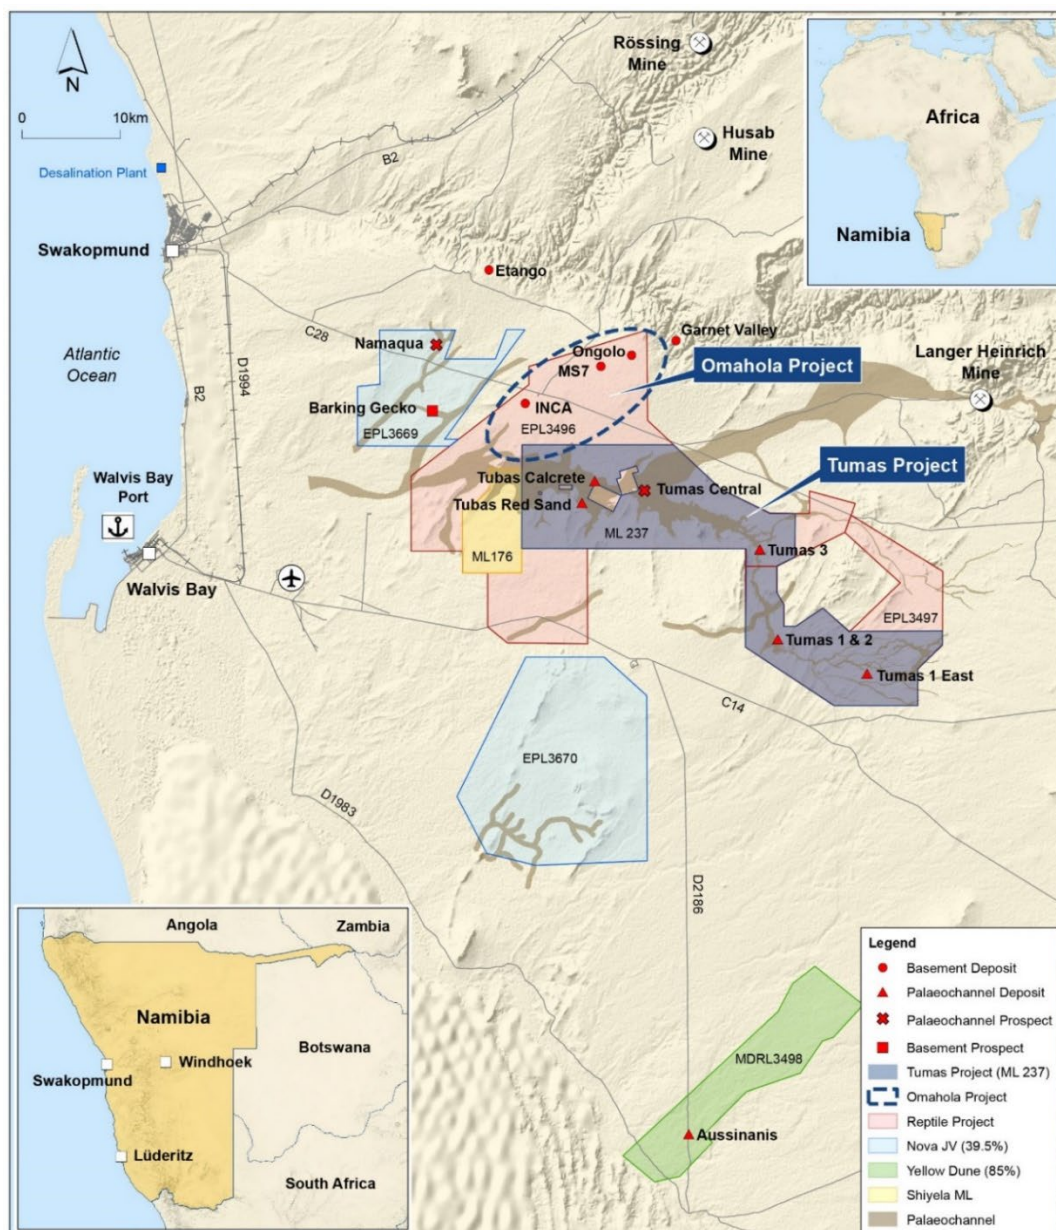 N
0
10km
Desalination Plant
B2
Swakopmund
Rössing
Mine
Husab
Mine
Africa
Namibia
Etango
C28
D1994
Atlantic
Ocean
B2
Namaqua
Barking Gecko
EPL3669
Garnet Valley
Ongolo
MS7
INCA
EPL3496
Omahola Project
Langer Heinrich
Mine
Tumas Project
Walvis Bay
Port
Walvis Bay
Tubas Calcrete
Tubas Red Sand
Tumas Central
ML 237
ML176
Tumas 3
EPL3497
Tumas 1 & 2
Tumas 1 East
C14
EPL3670
D1983
D2186
MDRL3498
Aussinanis
Angola
Zambia
Namibia
Windhoek
Botswana
Swakopmund
Lüderitz
South Africa
Legend
Basement Deposit
Palaeochannel Deposit
Palaeochannel Prospect
Basement Prospect
Tumas Project (ML 237)
Omahola Project
Reptile Project
Nova JV (39.5%)
Yellow Dune (85%)
Shiyela ML
Palaeochannel